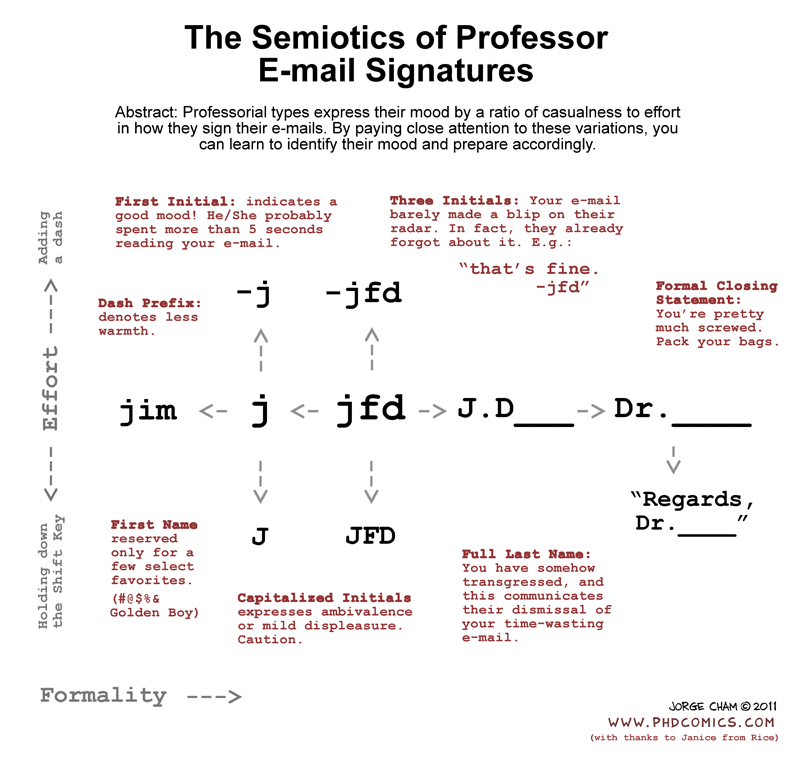 The Semiotics of Professor
E-mail Signatures
Abstract: Professorial types express their mood by a ratio of casualness to effort
in how they sign their e-mails. By paying close attention to these variations, you
can learn to identify their mood and prepare accordingly.
First Initial: indicates a
good mood! He/She probably
spent more than 5 seconds
reading your e-mail.
Three Initials: Your e-mail
barely made a blip on their
radar. In fact, they already
forgot about it. E.g.:
“that’s fine.
-jfd”
Adding
a dash
Dash Prefix:
denotes less
warmth.
-j
-jfd
Formal Closing
Statement:
You’re pretty
much screwed.
Pack your bags.
<--- Effort --->
jim <- j <- jfd -> J.D___ -> Dr.____
“Regards,
Dr.___”
Holding down
the Shift Key
First Name
reserved
only for a
few select
favorites.
(#@$%&
Golden Boy)
J
JFD
Capitalized Initials
expresses ambivalence
or mild displeasure.
Caution.
Full Last Name:
You have somehow
transgressed, and
this communicates
their dismissal of
your time-wasting
e-mail.
Formality --->
JORGE CHAM © 2011
WWW.PHDCOMICS.COM
(with thanks to Janice from Rice)